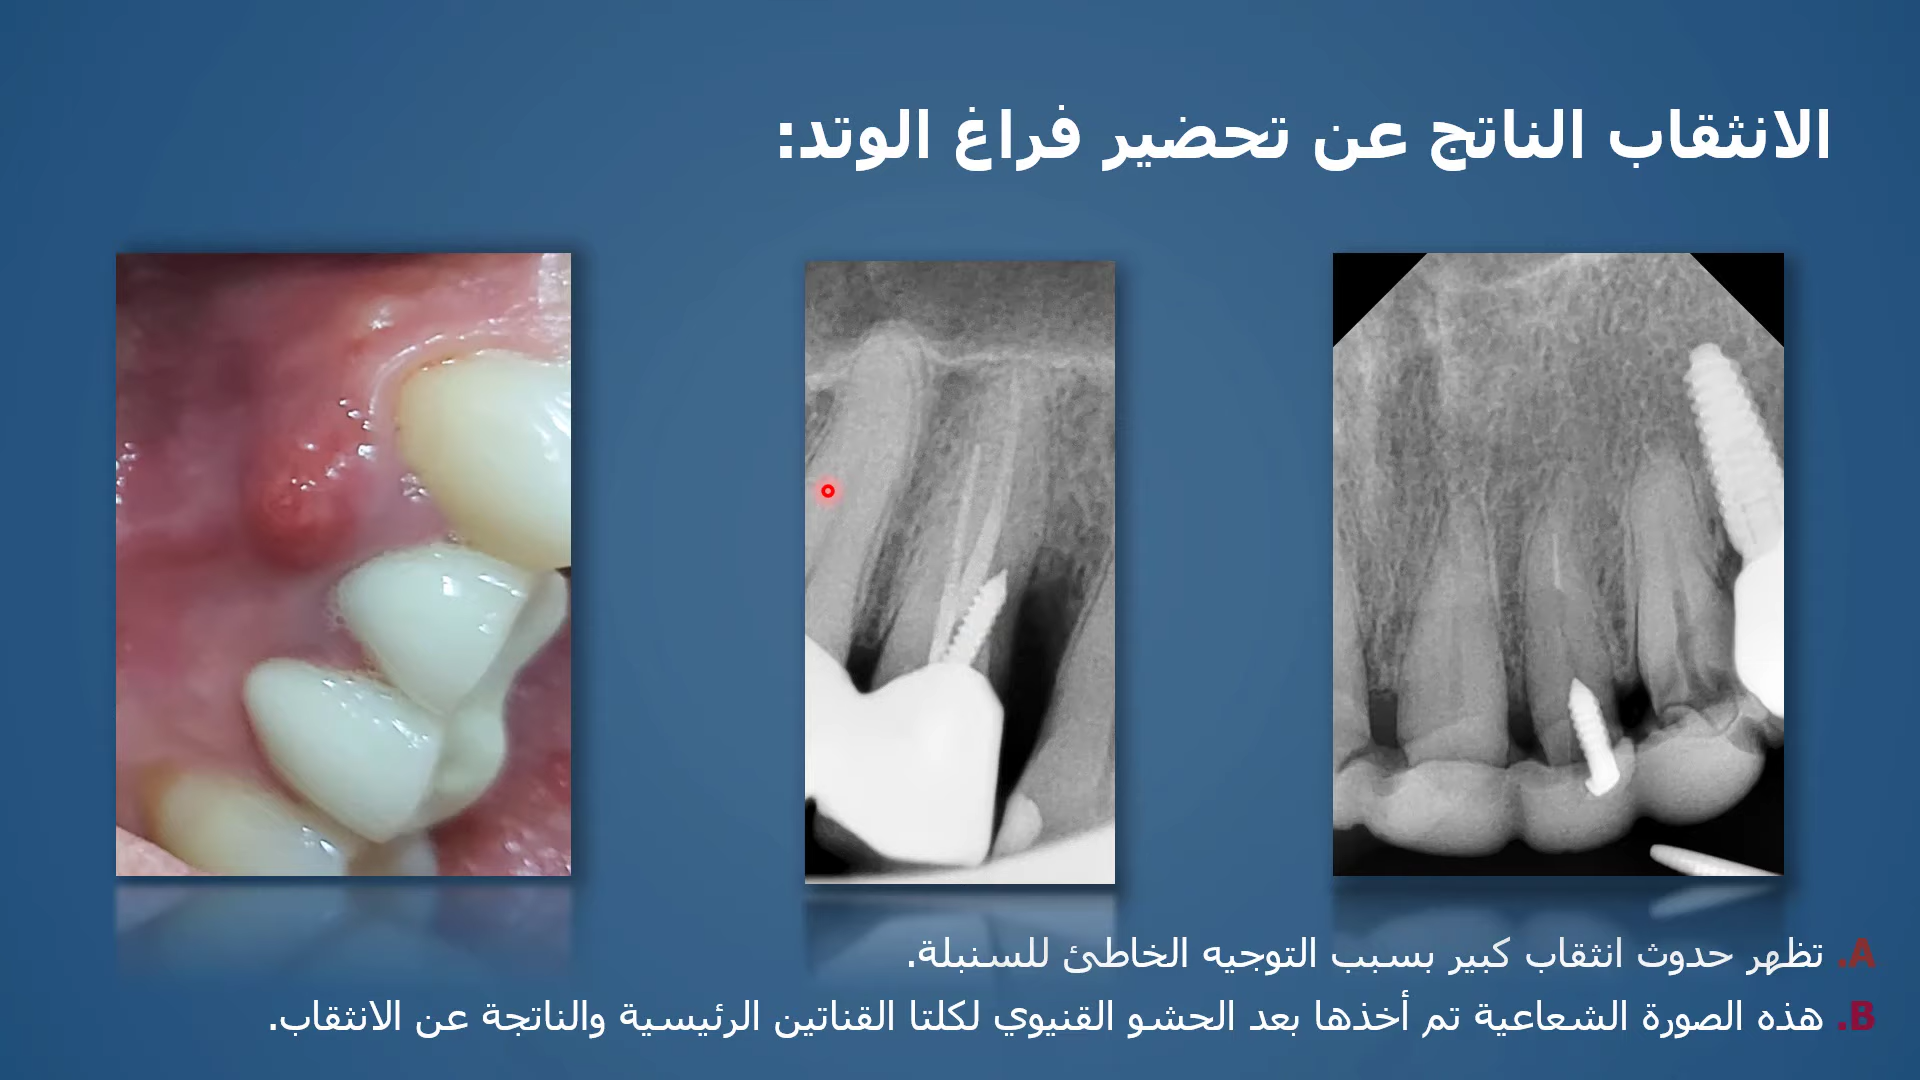 الانثقاب الناتج عن تحضير فراغ الوتد:
A. تظهر حدوث انثقاب كبير بسبب التوجيه الخاطئ للسنبلة.
B. هذه الصورة الشعاعية تم أخذها بعد الحشو القنيوي لكلتا القناتين الرئيسية والناتجة عن الانثقاب.